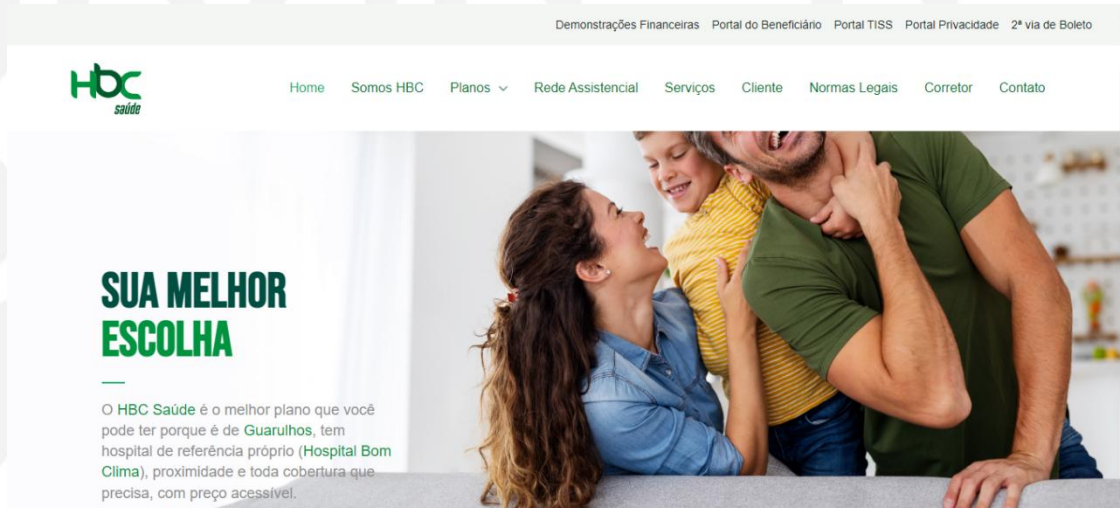 Demonstrações Financeiras Portal do Beneficiário Portal TISS Portal Privacidade 2ª via de Boleto
Hbc
saúde
Home Somos HBC Planos Rede Assistencial Serviços Cliente Normas Legais Corretor Contato
SUA MELHOR
ESCOLHA
O HBC Saúde é o melhor plano que você
pode ter porque é de Guarulhos, tem
hospital de referência próprio (Hospital Bom
Clima), proximidade e toda cobertura que
precisa, com preço acessível.